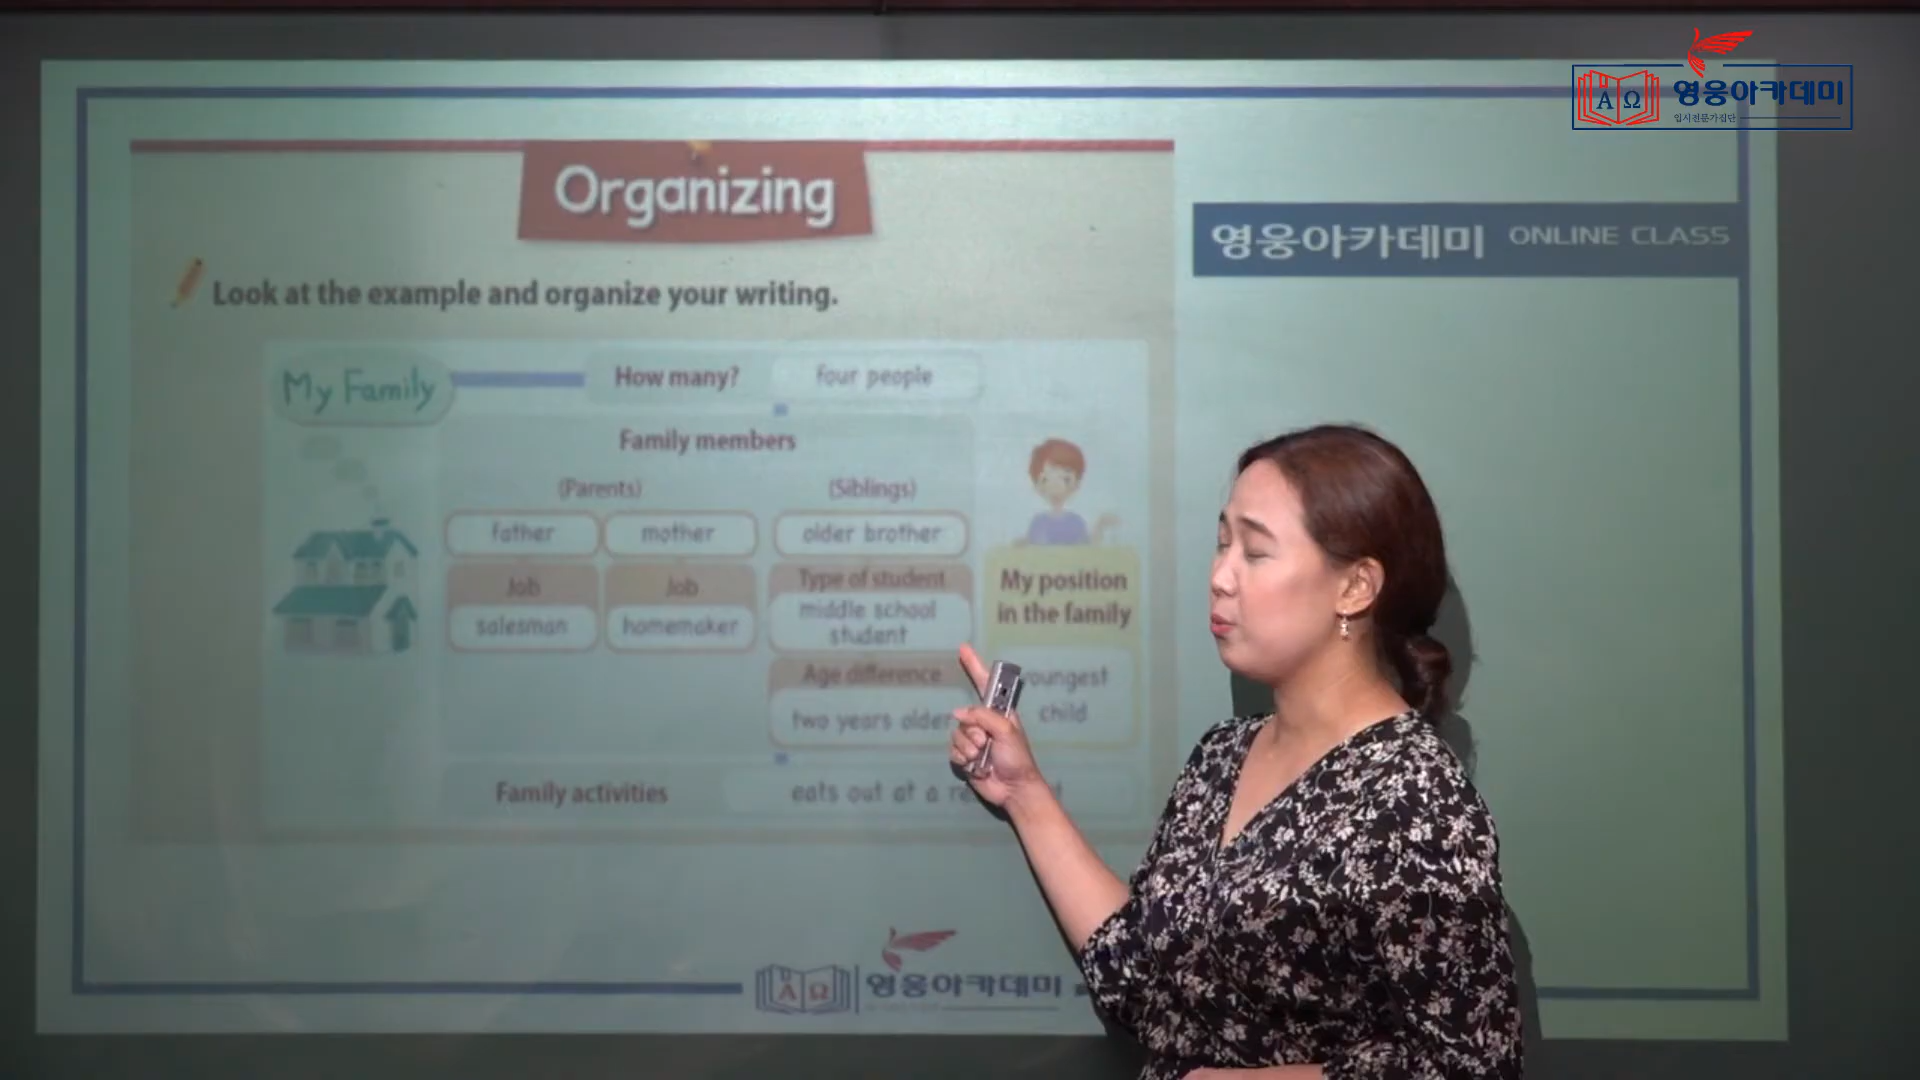 영웅아카데미
입시전문가집단
Organizing
영웅아카데미 ONLINE CLASS
Look at the example and organize your writing.
My Family
How many?
four people
Family members
(Parents)
(Siblings)
father
mother
older brother
Job
Job
Type of student
salesman
homemaker
middle school
student
My position
in the family
Age difference
two years older
youngest
child
Family activities
eats out at a
A Ω
영웅아카데미